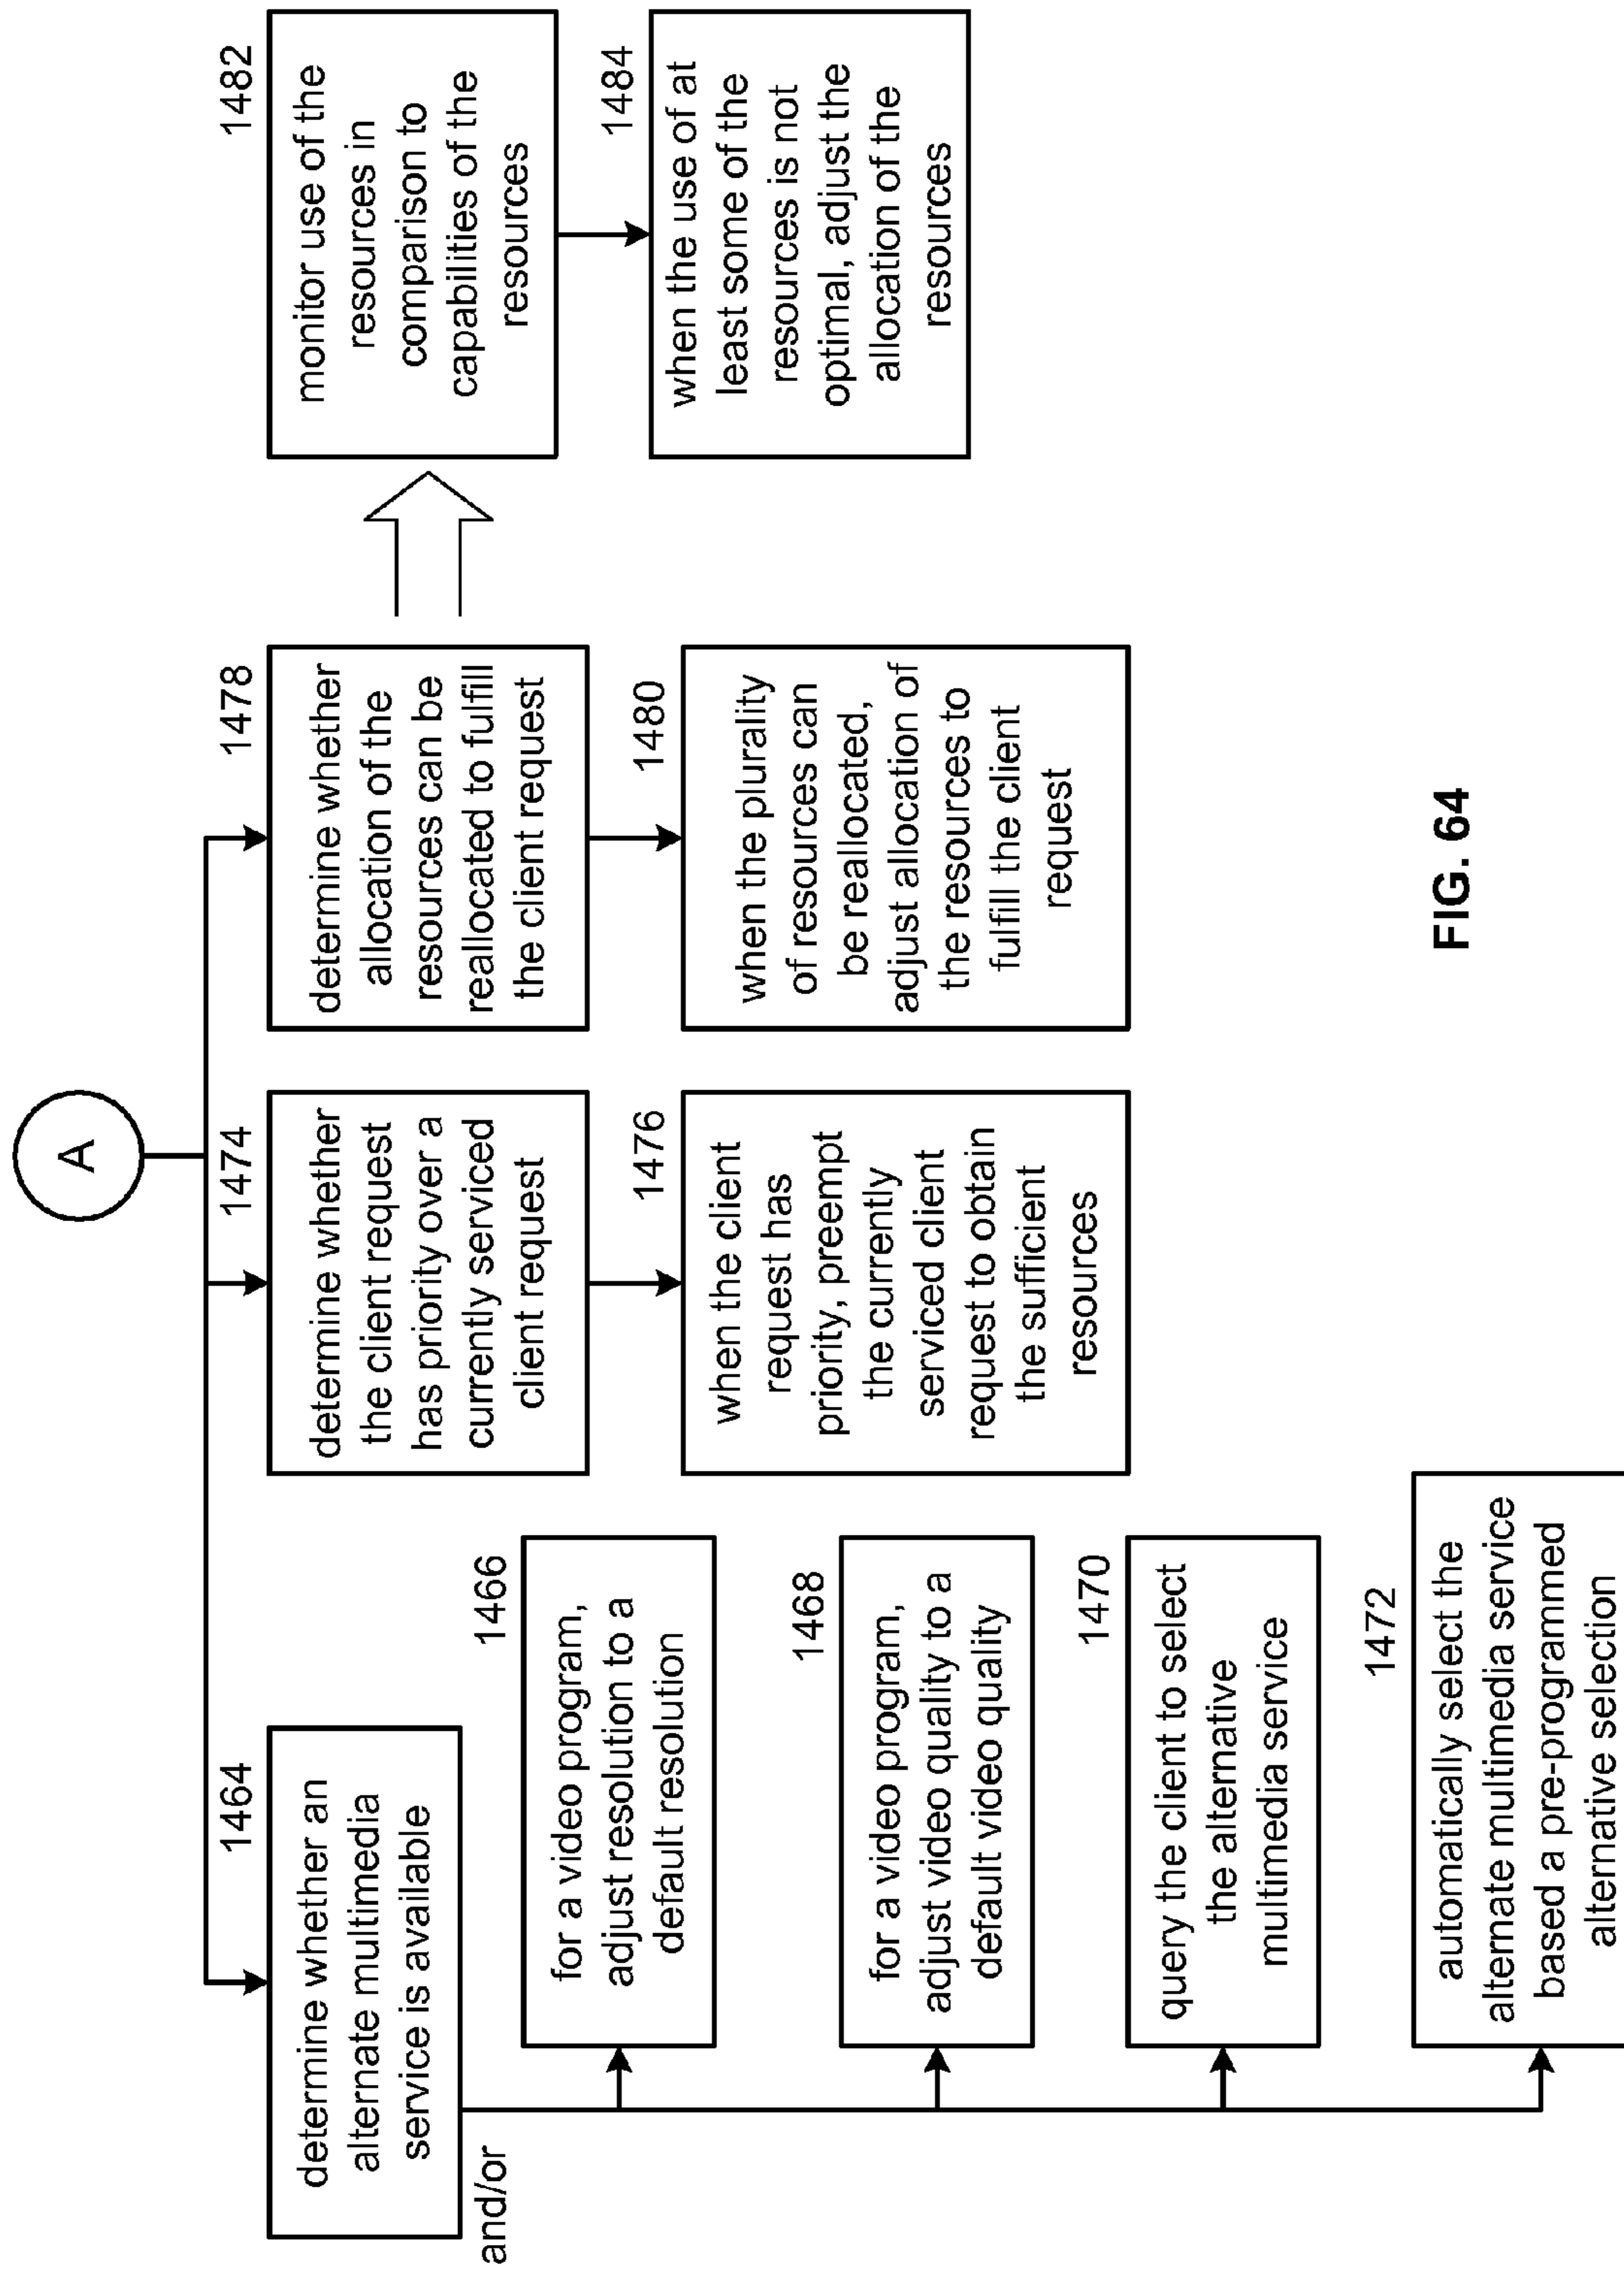 A
1464
determine whether an
alternate multimedia
service is available
and/or
1466
for a video program,
adjust resolution to a
default resolution
1468
for a video program,
adjust video quality to a
default video quality
1470
query the client to select
the alternative
multimedia service
1472
automatically select the
alternate multimedia service
based a pre-programmed
alternative selection
1474
determine whether
the client request
has priority over a
currently serviced
client request
1476
when the client
request has
priority, preempt
the currently
serviced client
request to obtain
the sufficient
resources
1478
determine whether
allocation of the
resources can be
reallocated to fulfill
the client request
1480
when the plurality
of resources can
be reallocated,
adjust allocation of
the resources to
fulfill the client
request
1482
monitor use of the
resources in
comparison to
capabilities of the
resources
1484
when the use of at
least some of the
resources is not
optimal, adjust the
allocation of the
resources
FIG. 64